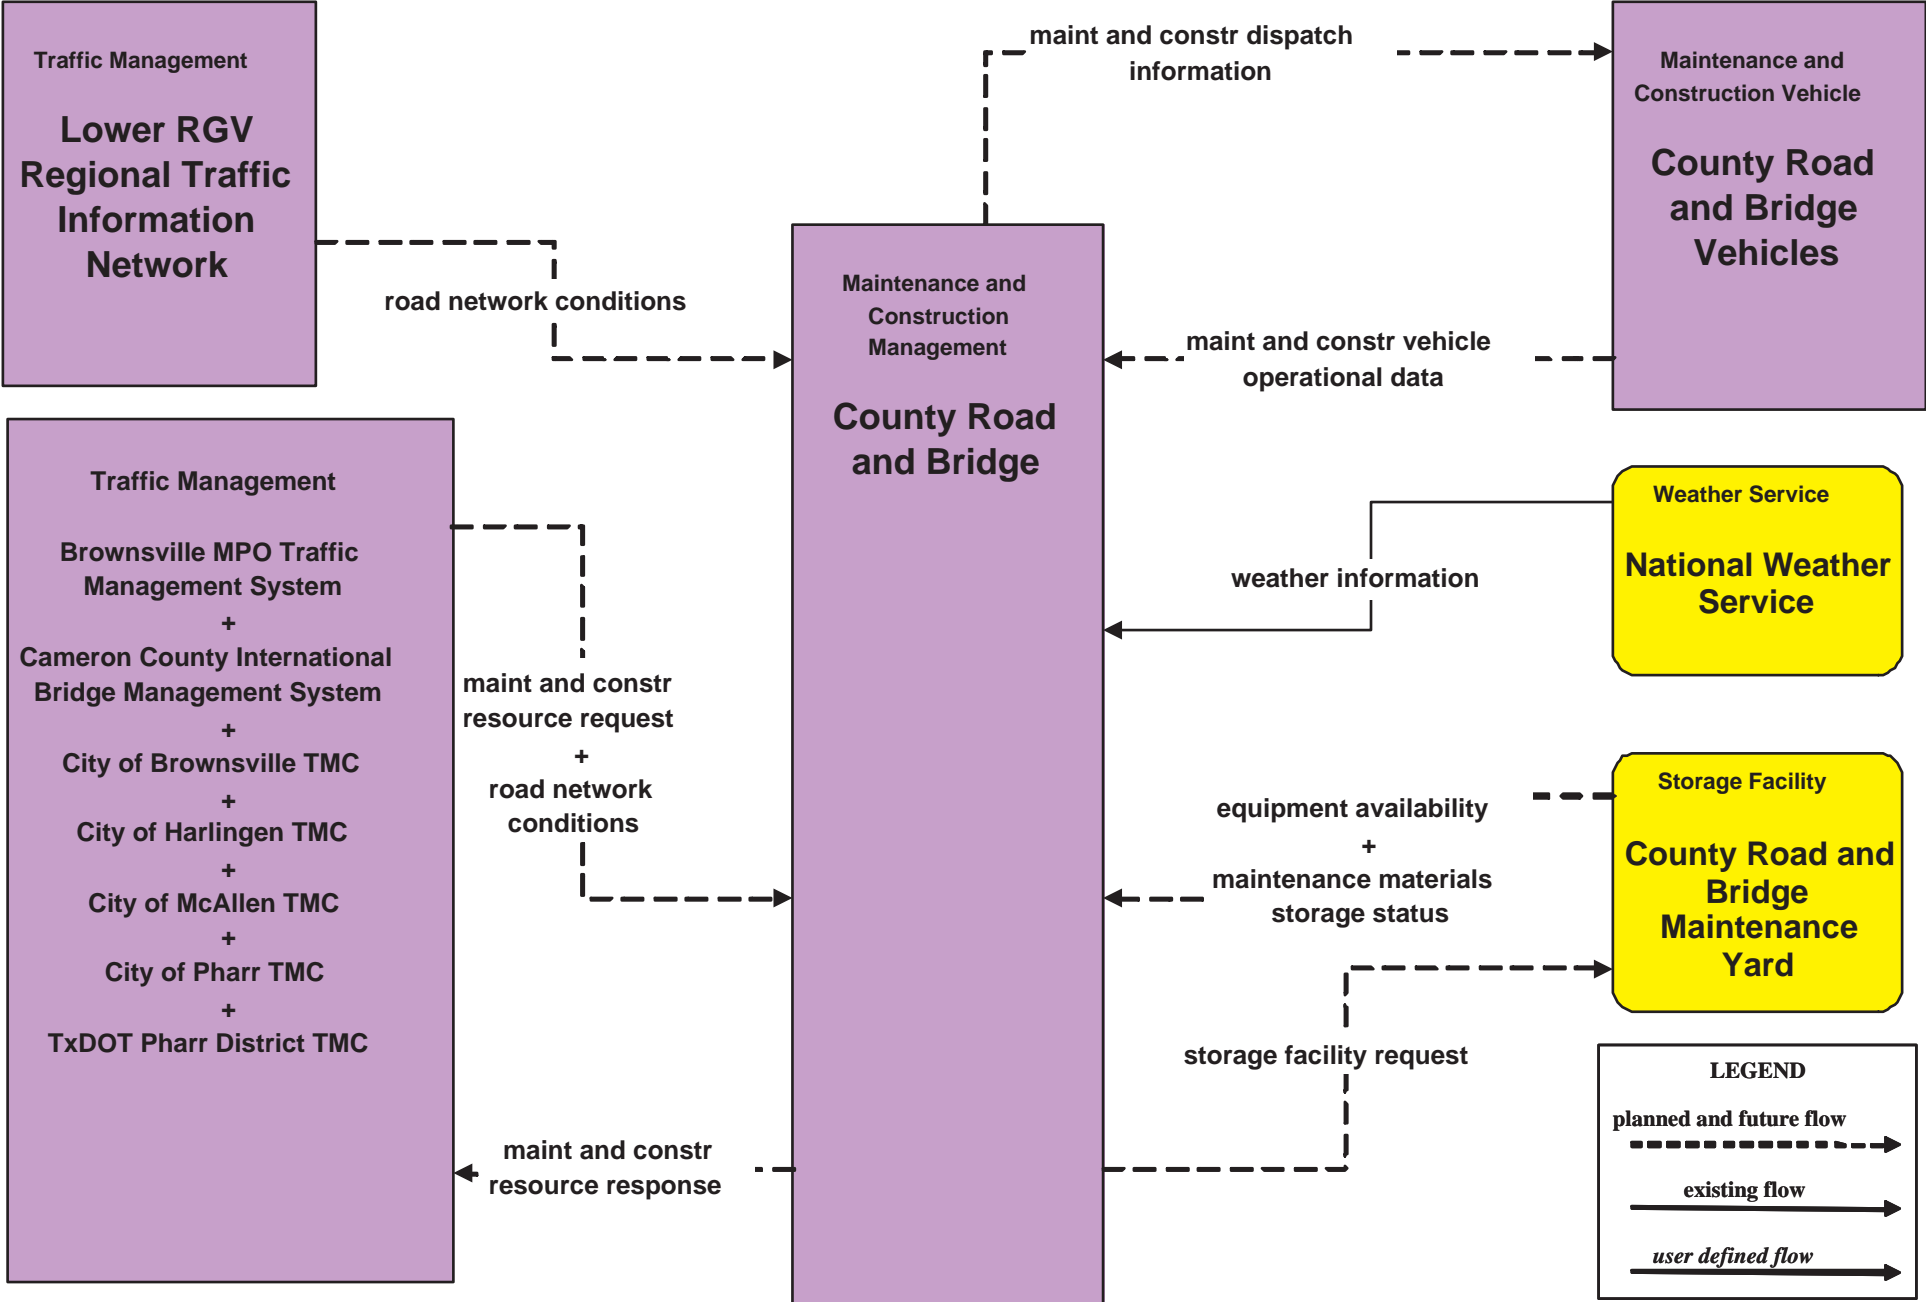 Traffic Management
Lower RGV
Regional Traffic
Information
Network
road network conditions
maint and constr dispatch
information
Maintenance and
Construction Vehicle
County Road
and Bridge
Vehicles
Maintenance and
Construction
Management
County Road
and Bridge
maint and constr vehicle
operational data
Traffic Management
Brownsville MPO Traffic
Management System
+
Cameron County International
Bridge Management System
+
City of Brownsville TMC
+
City of Harlingen TMC
+
City of McAllen TMC
+
City of Pharr TMC
+
TxDOT Pharr District TMC
maint and constr
resource request
+
road network
conditions
maint and constr
resource response
Weather Service
National Weather
Service
weather information
Storage Facility
County Road and
Bridge
Maintenance
Yard
equipment availability
+
maintenance materials
storage status
storage facility request
LEGEND
planned and future flow
existing flow
user defined flow